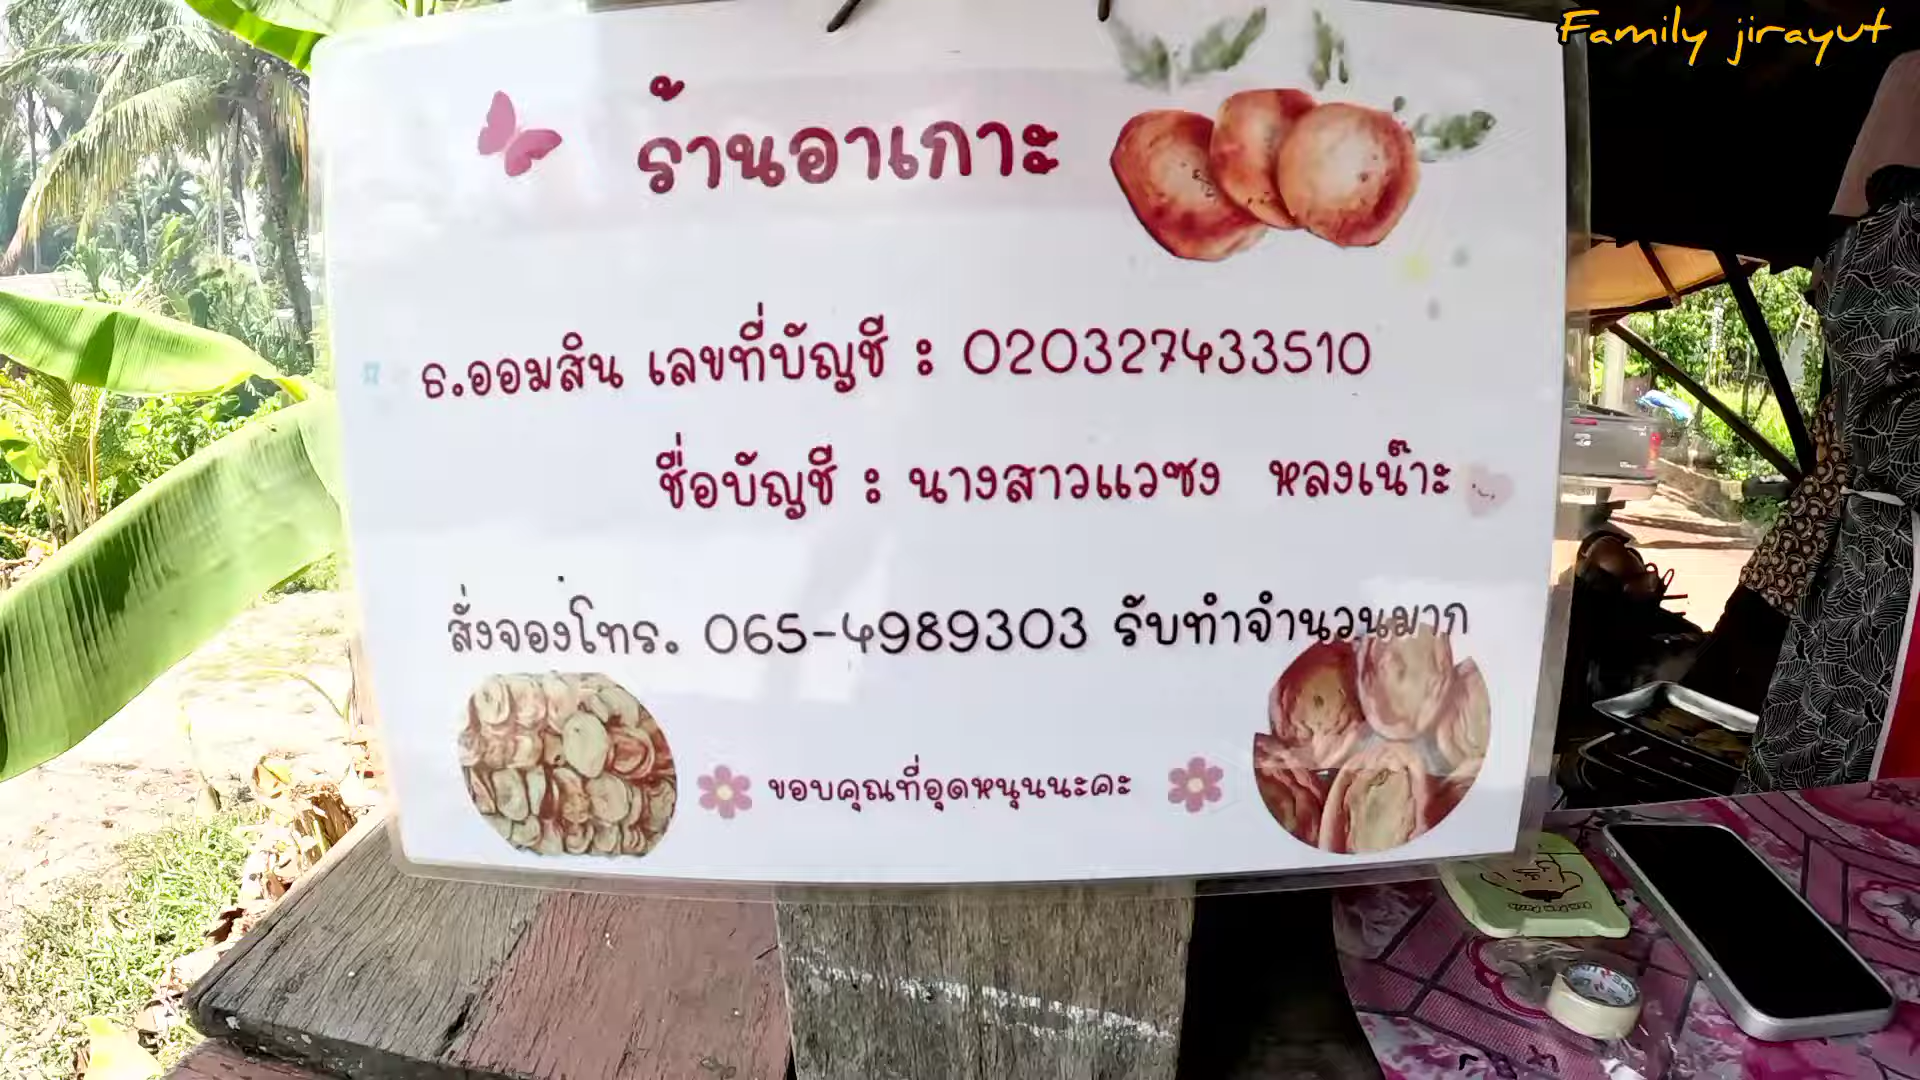 Family jirayut
ร้านอาเกาะ
ธ.ออมสิน เลขที่บัญชี : 020327433510
ชื่อบัญชี : นางสาวแวซง หลงเน๊าะ
สั่งจองโทร. 065-4989303 รับทำจำนวนมาก
ขอบคุณที่อุดหนุนนะคะ